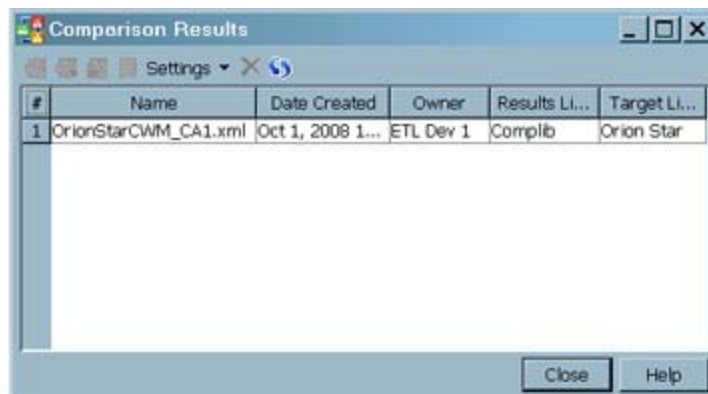 Comparison Results
Settings
# Name Date Created Owner Results Li... Target Li...
1 OrionStarCWM_CA1.xml Oct 1, 2008 1... ETL Dev 1 Complib Orion Star
Close Help